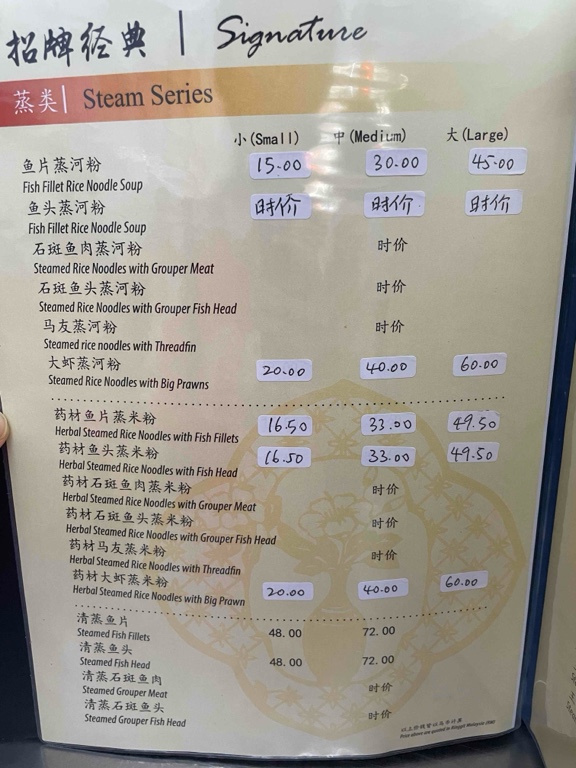 招牌经典 | Signature
蒸类 | Steam Series
小(Small) 中(Medium) 大(Large)
鱼片蒸河粉 15.00 30.00 45.00
Fish Fillet Rice Noodle Soup
鱼头蒸河粉 时价 时价 时价
Fish Fillet Rice Noodle Soup
石斑鱼肉蒸河粉 时价
Steamed Rice Noodles with Grouper Meat
石斑鱼头蒸河粉 时价
Steamed Rice Noodles with Grouper Fish Head
马友蒸河粉 时价
Steamed rice Noodles with Threadfin
大虾蒸河粉 20.00 40.00 60.00
Steamed Rice Noodles with Big Prawns
药材鱼片蒸米粉 16.50 33.00 49.50
Herbal Steamed Rice Noodles with Fish Fillets
药材鱼头蒸米粉 16.50 33.00 49.50
Herbal Steamed Rice Noodles with Fish Head
药材石斑鱼肉蒸米粉 时价
Herbal Steamed Rice Noodles with Grouper Meat
药材石斑鱼头蒸米粉 时价
Herbal Steamed Rice Noodles with Grouper Fish Head
药材马友蒸米粉 时价
Herbal Steamed Rice Noodles with Threadfin
药材大虾蒸米粉 20.00 40.00 60.00
Herbal Steamed Rice Noodles with Big Prawn
清蒸鱼片 48.00 72.00
Steamed Fish Fillets
清蒸鱼头 48.00 72.00
Steamed Fish Head
清蒸石斑鱼肉 时价
Steamed Grouper Meat
清蒸石斑鱼头 时价
Steamed Grouper Fish Head
Price above are quoted in Ringgit Malaysia (RM)